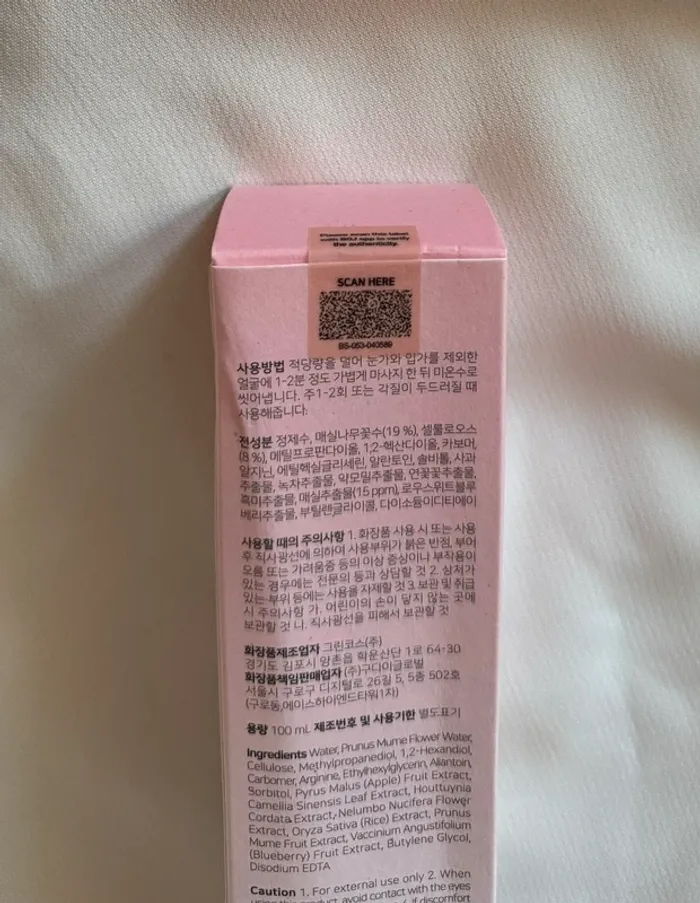 Please scan this label
with BOJ app to verify
the authenticity.
SCAN HERE
BS-053-040589
사용방법 적당량을 덜어 눈가와 입가를 제외한
얼굴에 1-2분 정도 가볍게 마사지 한 뒤 미온수로
씻어냅니다. 주1-2회 또는 각질이 두드러질 때
사용해줍니다.
전성분 정제수, 매실나무꽃수(19 %), 셀룰로오스
(8 %), 메틸프로판다이올, 1,2-헥산다이올, 카보머,
알지닌, 에틸헥실글리세린, 알란토인, 솔비톨, 사과
추출물, 녹차추출물, 약모밀추출물, 연꽃꽃추출물,
흑미추출물, 매실추출물(15 ppm), 로우스위트블루
베리추출물, 부틸렌글라이콜, 다이소듐이디티에이
사용할 때의 주의사항 1. 화장품 사용 시 또는 사용
후 직사광선에 의하여 사용부위가 붉은 반점, 부어
오름 또는 가려움증 등의 이상 증상이나 부작용이
있는 경우에는 전문의 등과 상담할 것 2. 상처가
있는 부위 등에는 사용을 자제할 것 3. 보관 및 취급
시 주의사항 가. 어린이의 손이 닿지 않는 곳에
보관할 것 나. 직사광선을 피해서 보관할 것
화장품제조업자 그린코스(주)
경기도 김포시 양촌읍 학운산단 1로 64-30
화장품책임판매업자 (주)구다이글로벌
서울시 구로구 디지털로 26길 5, 5층 502호
(구로동,에이스하이엔드타워1차)
용량 100 mL 제조번호 및 사용기한 별도표기
Ingredients Water, Prunus Mume Flower Water,
Cellulose, Methylpropanediol, 1,2-Hexandiol,
Carbomer, Arginine, Ethylhexylglycerin, Allantoin,
Sorbitol, Pyrus Malus (Apple) Fruit Extract,
Camellia Sinensis Leaf Extract, Houttuynia
Cordata Extract, Nelumbo Nucifera Flower
Extract, Oryza Sativa (Rice) Extract, Prunus
Mume Fruit Extract, Vaccinium Angustifolium
(Blueberry) Fruit Extract, Butylene Glycol,
Disodium EDTA
Caution 1. For external use only 2. When
using this product, avoid contact with the eyes
if discomfort